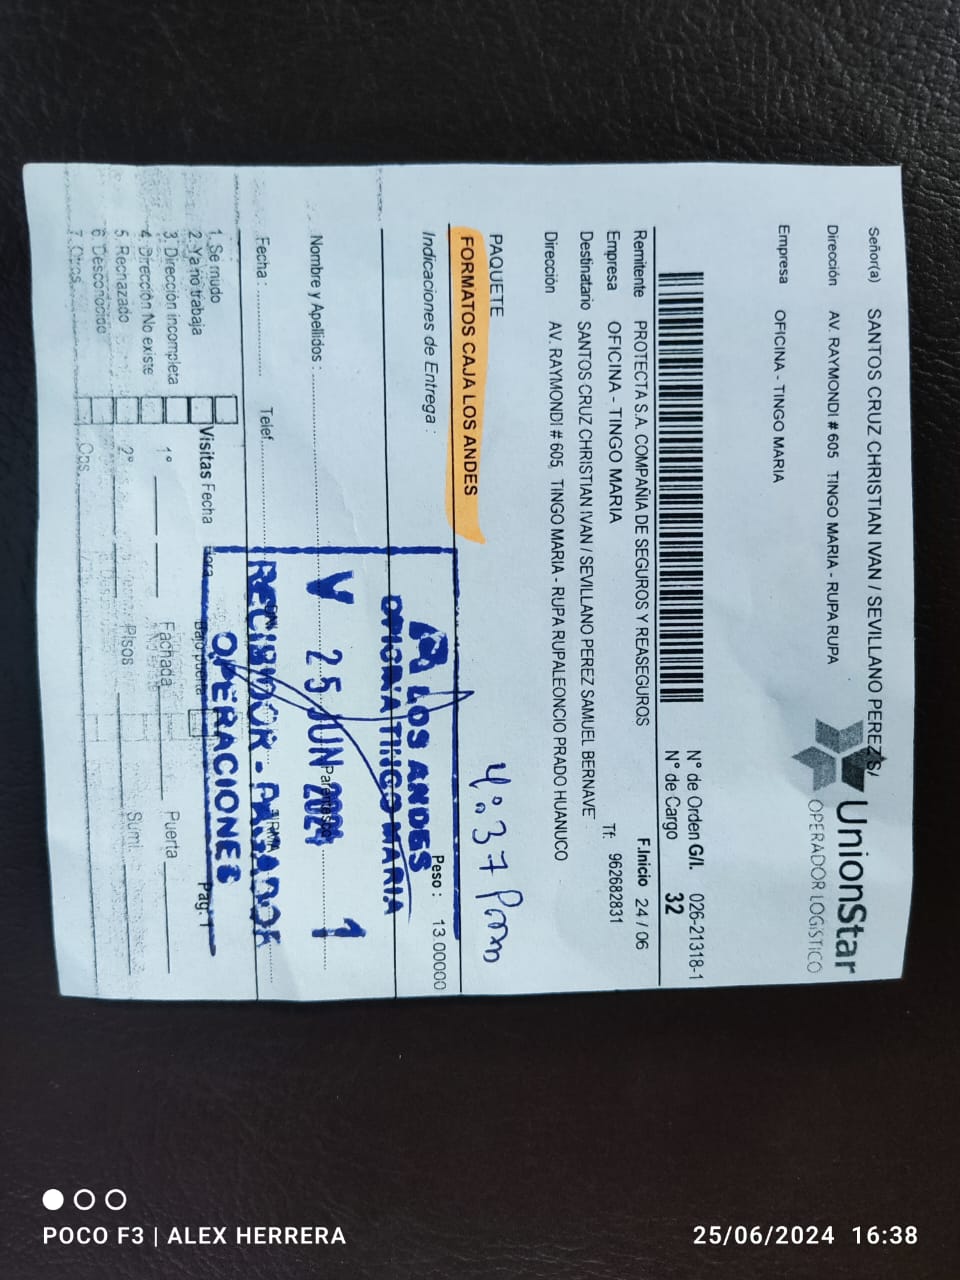 UnionStar
OPERADOR LOGÍSTICO
Señor(a) SANTOS CRUZ CHRISTIAN IVAN / SEVILLANO PEREZ S/
Dirección AV. RAYMONDI # 605 TINGO MARIA - RUPA RUPA
Empresa OFICINA - TINGO MARIA
N° de Orden G/I. 026-21318-1
N° de Cargo 32
Remitente PROTECTA S.A. COMPAÑIA DE SEGUROS Y REASEGUROS F.Inicio 24 / 06
Empresa OFICINA - TINGO MARIA
Destinatario SANTOS CRUZ CHRISTIAN IVAN / SEVILLANO PEREZ SAMUEL BERNAVE Tf: 962682831
Dirección AV. RAYMONDI # 605 TINGO MARIA - RUPA RUPALEONCIO PRADO HUANUCO
PAQUETE
4:37 Pm
FORMATOS CAJA LOS ANDES
Indicaciones de Entrega : Peso : 13.00000
LOS ANDES
OFICINA TINGO MARIA
V 25 JUN 2024 1
RECIBIDOR - PAGADOR
OPERACIONES
Nombre y Apellidos :
Fecha : Telef.
1. Se mudo
2. Ya no trabaja
3. Dirección incompleta
4. Dirección No existe
5. Rechazado
6 Desconocido
7. Otros
Visitas Fecha Hora Bajo puerta Pag. 1
1° Fachada Puerta
2° Pisos Sumi.
Obs.
POCO F3 | ALEX HERRERA
25/06/2024 16:38